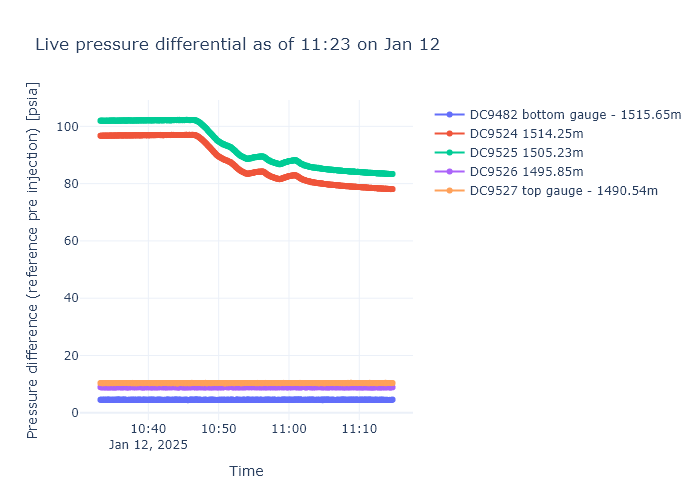 Live pressure differential as of 11:23 on Jan 12
Pressure difference (reference pre injection) [psia]
100
80
60
40
20
0
10:40
Jan 12, 2025
10:50
11:00
11:10
Time
DC9482 bottom gauge - 1515.65m
DC9524 1514.25m
DC9525 1505.23m
DC9526 1495.85m
DC9527 top gauge - 1490.54m